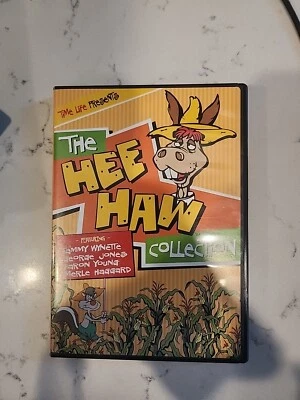 TIME LIFE PRESENTS
THE
HEE
HAW
COLLECTION
- FEATURING -
TAMMY WYNETTE
GEORGE JONES
FARON YOUNG
MERLE HAGGARD